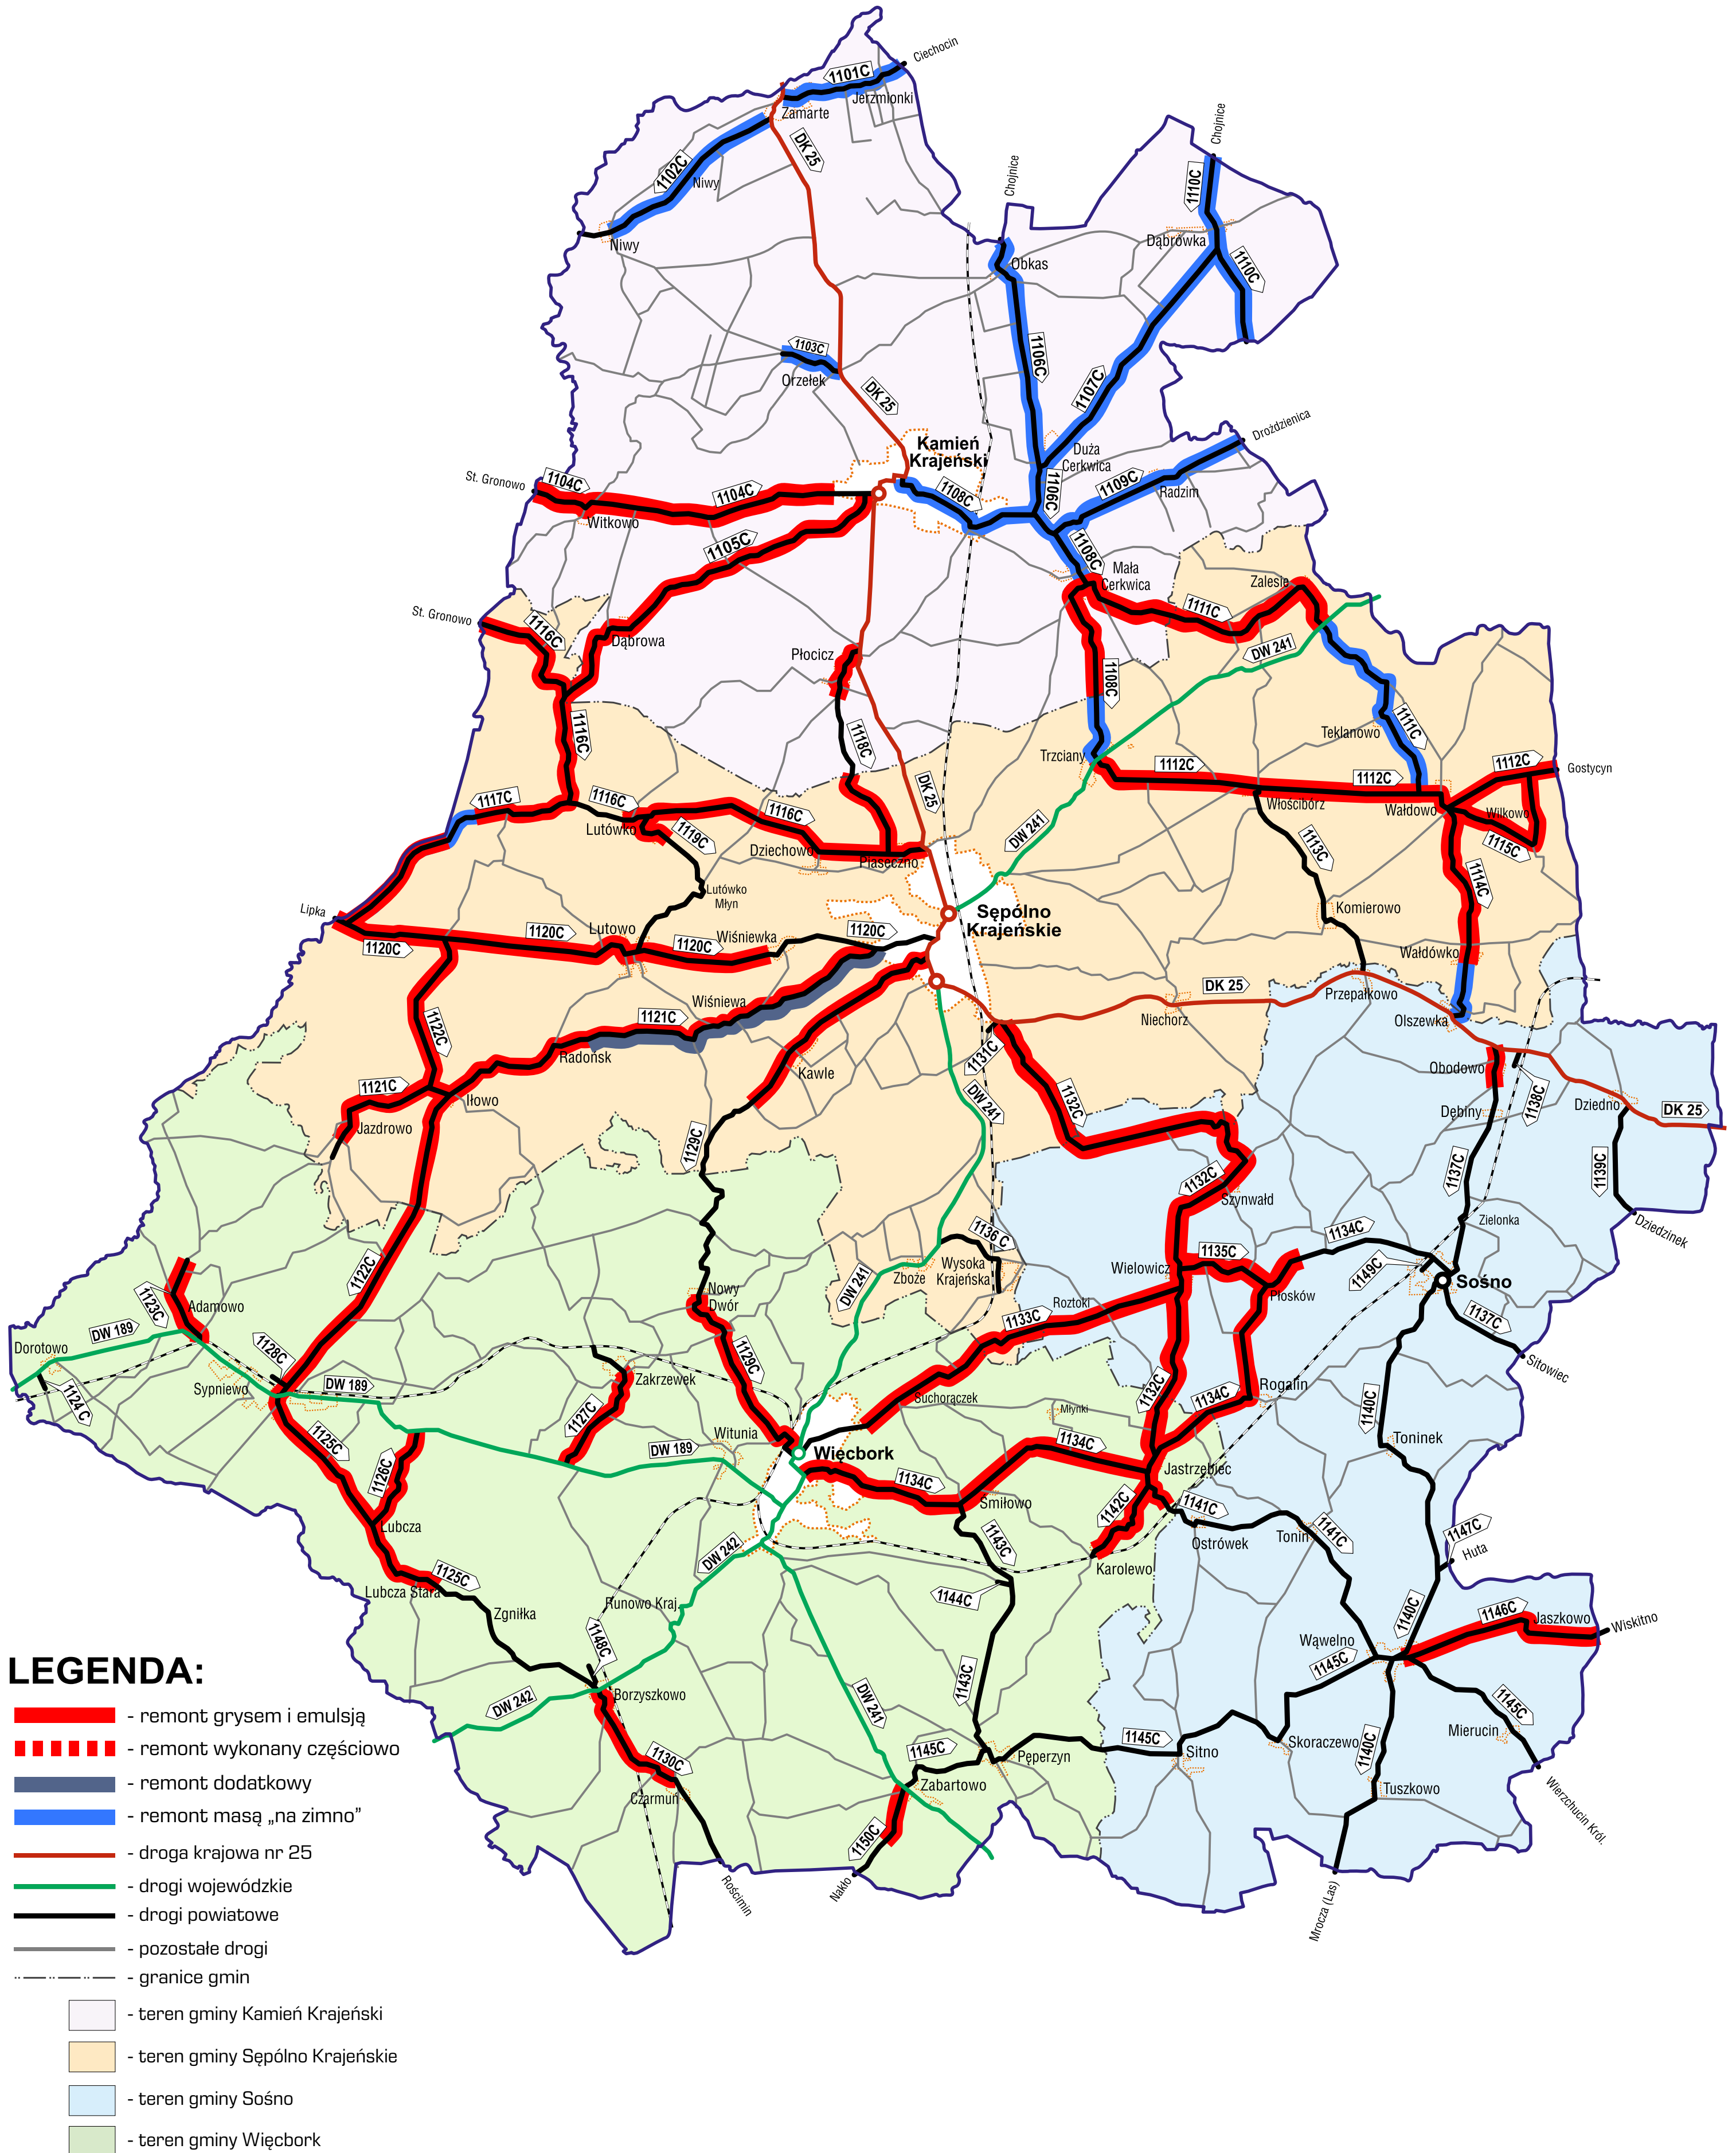 Ciechocin
1101C
Jerzmionki
Zamarte
DK 25
1102C
Niwy
Niwy
Chojnice
Chojnice
1110C
Dąbrówka
1110C
Obkas
1106C
1107C
1103C
Orzełek
DK 25
Kamień
Krajeński
Duża
Cerkwica
Drożdzienica
St. Gronowo
1104C
1104C
Witkowo
1108C
1106C
1109C
Radzim
1105C
1108C
Mała
Cerkwica
Zalesie
1111C
St. Gronowo
1116C
Dąbrowa
Płocicz
DW 241
1108C
1116C
1118C
Teklanowo
1111C
Trzciany
1112C
1112C
1112C
Gostycyn
DK 25
1117C
1116C
1116C
Lutówko
1119C
Dziechowo
Piaseczno
DW 241
Włościbórz
Wałdowo
Wilkowo
1115C
1113C
1114C
Lutówko
Młyn
Lipka
1120C
1120C
Lutowo
1120C
Wiśniewka
1120C
Sępólno
Krajeńskie
Komierowo
Wałdówko
Przepałkowo
DK 25
Niechorz
Olszewka
1122C
1121C
Wiśniewa
Radońsk
Kawle
1131C
Obodowo
1138C
1121C
Iłowo
Jazdrowo
DW 241
1132C
Dębiny
Dziedno
DK 25
1129C
1132C
Szynwałd
1137C
1139C
Zielonka
Dziedzinek
1136 C
Wysoka
Krajeńska
Zboże
DW 241
1135C
1134C
Wielowicz
1149C
Sośno
1122C
1123C
Adamowo
DW 189
Dorotowo
Nowy
Dwór
Roztoki
1133C
Płosków
1137C
Sitowiec
1128C
1124 C
Sypniewo
DW 189
Zakrzewek
1129C
Suchorączek
1132C
1134C
Rogalin
1140C
Młynki
1127C
1125C
1126C
Witunia
DW 189
Więcbork
1134C
Toninek
1134C
Jastrzębiec
Śmiłowo
1142C
1141C
Ostrówek
Tonin
1141C
1147C
Huta
Lubcza
DW 242
1143C
Karolewo
1125C
Lubcza Stara
Zgniłka
Runowo Kraj.
1144C
1148C
1140C
1146C
Jaszkowo
Wiskitno
Wąwelno
1145C
LEGENDA:
- remont grysem i emulsją
- remont wykonany częściowo
- remont dodatkowy
- remont masą „na zimno”
- droga krajowa nr 25
- drogi wojewódzkie
- drogi powiatowe
- pozostałe drogi
- granice gmin
- teren gminy Kamień Krajeński
- teren gminy Sępólno Krajeńskie
- teren gminy Sośno
- teren gminy Więcbork
DW 242
Borzyszkowo
DW 241
1143C
1145C
1145C
Mierucin
1130C
Czarmuń
1145C
Pęperzyn
Sitno
Skoraczewo
1140C
Zabartowo
Tuszkowo
Wierzchucin Król.
1150C
Nakło
Rościmin
Mrocza (Las)